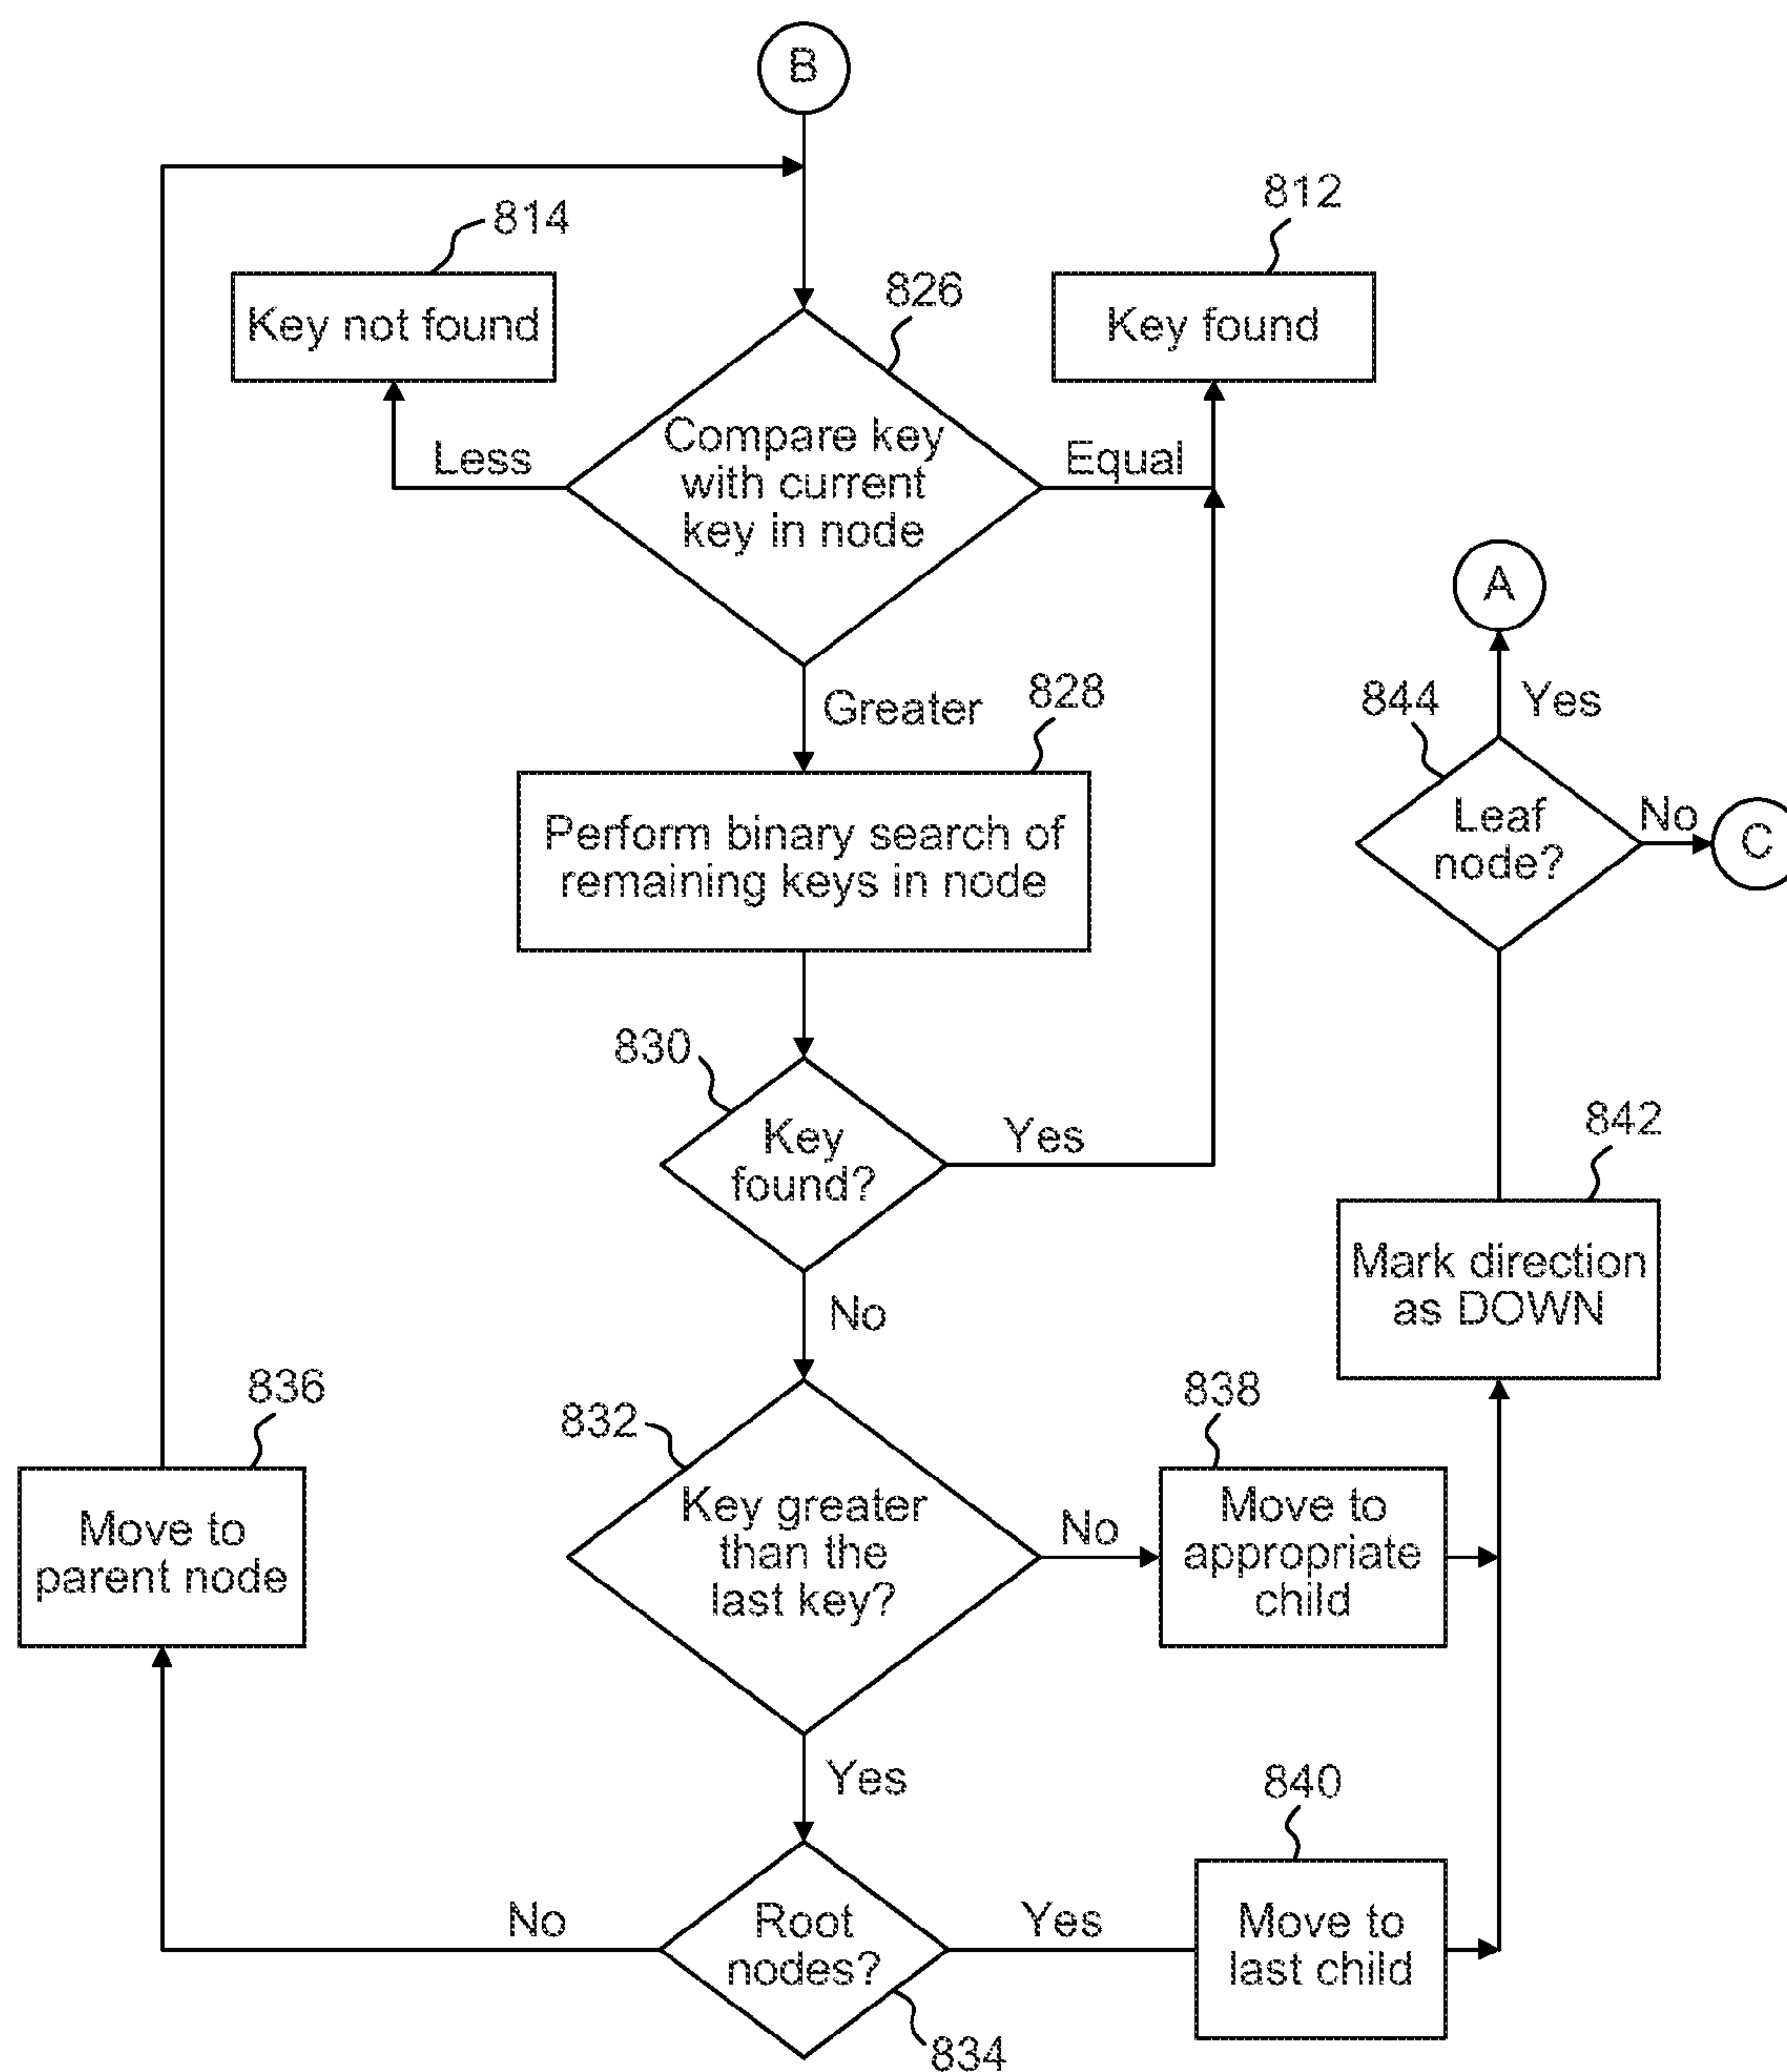 B
814
812
826
Key not found
Key found
Compare key
with current
key in node
Less
Equal
Greater
828
Perform binary search of
remaining keys in node
A
844
Yes
Leaf
node?
No
C
830
Key
found?
Yes
No
842
Mark direction
as DOWN
836
Move to
parent node
832
Key greater
than the
last key?
No
838
Move to
appropriate
child
Yes
840
No
Root
nodes?
Yes
Move to
last child
834